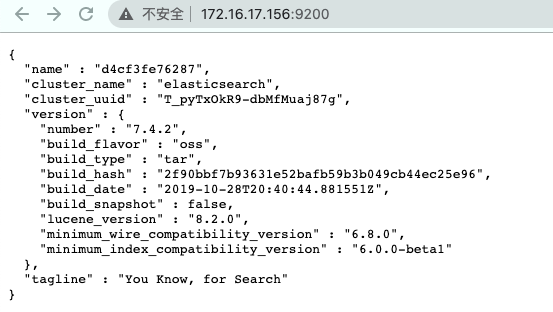 不安全 | 172.16.17.156:9200
{
  "name" : "d4cf3fe76287",
  "cluster_name" : "elasticsearch",
  "cluster_uuid" : "T_pyTxOkR9-dbMfMuaj87g",
  "version" : {
    "number" : "7.4.2",
    "build_flavor" : "oss",
    "build_type" : "tar",
    "build_hash" : "2f90bbf7b93631e52bafb59b3b049cb44ec25e96",
    "build_date" : "2019-10-28T20:40:44.881551Z",
    "build_snapshot" : false,
    "lucene_version" : "8.2.0",
    "minimum_wire_compatibility_version" : "6.8.0",
    "minimum_index_compatibility_version" : "6.0.0-beta1"
  },
  "tagline" : "You Know, for Search"
}